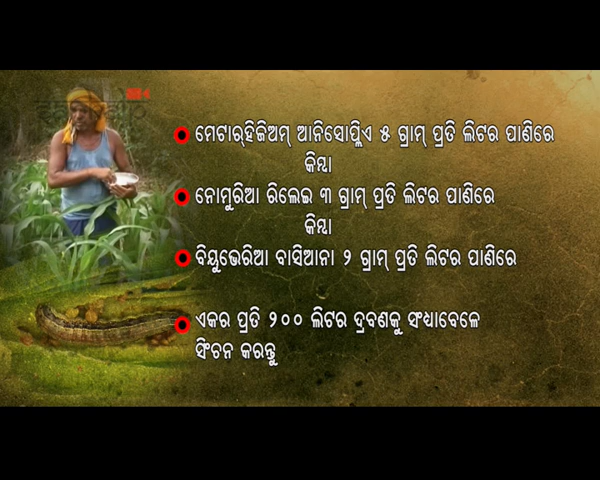 ମେଟାର୍‌ହିଜିଅମ୍ ଆନିସୋପ୍ଲିଏ ୫ ଗ୍ରାମ୍ ପ୍ରତି ଲିଟର ପାଣିରେ
କିମ୍ବା
ନୋମୁରିଆ ରିଲେଇ ୩ ଗ୍ରାମ୍ ପ୍ରତି ଲିଟର ପାଣିରେ
କିମ୍ବା
ବିୟୁଭେରିଆ ବାସିଆନା ୨ ଗ୍ରାମ୍ ପ୍ରତି ଲିଟର ପାଣିରେ
ଏକର ପ୍ରତି ୨୦୦ ଲିଟର ଦ୍ରବଣକୁ ସଂଧ୍ୟାବେଳେ
ସିଂଚନ କରନ୍ତୁ